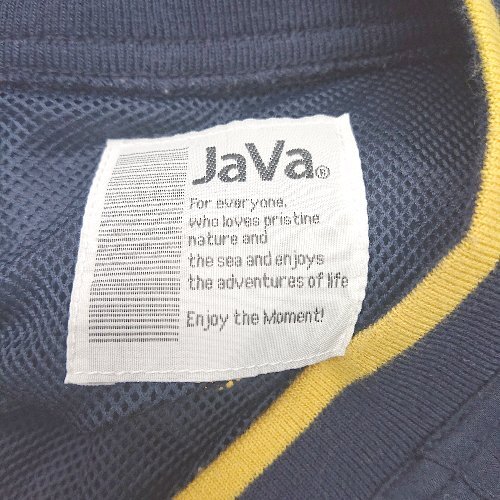 JaVa®
For everyone,
who loves pristine
nature and
the sea and enjoys
the adventures of life
Enjoy the Moment!